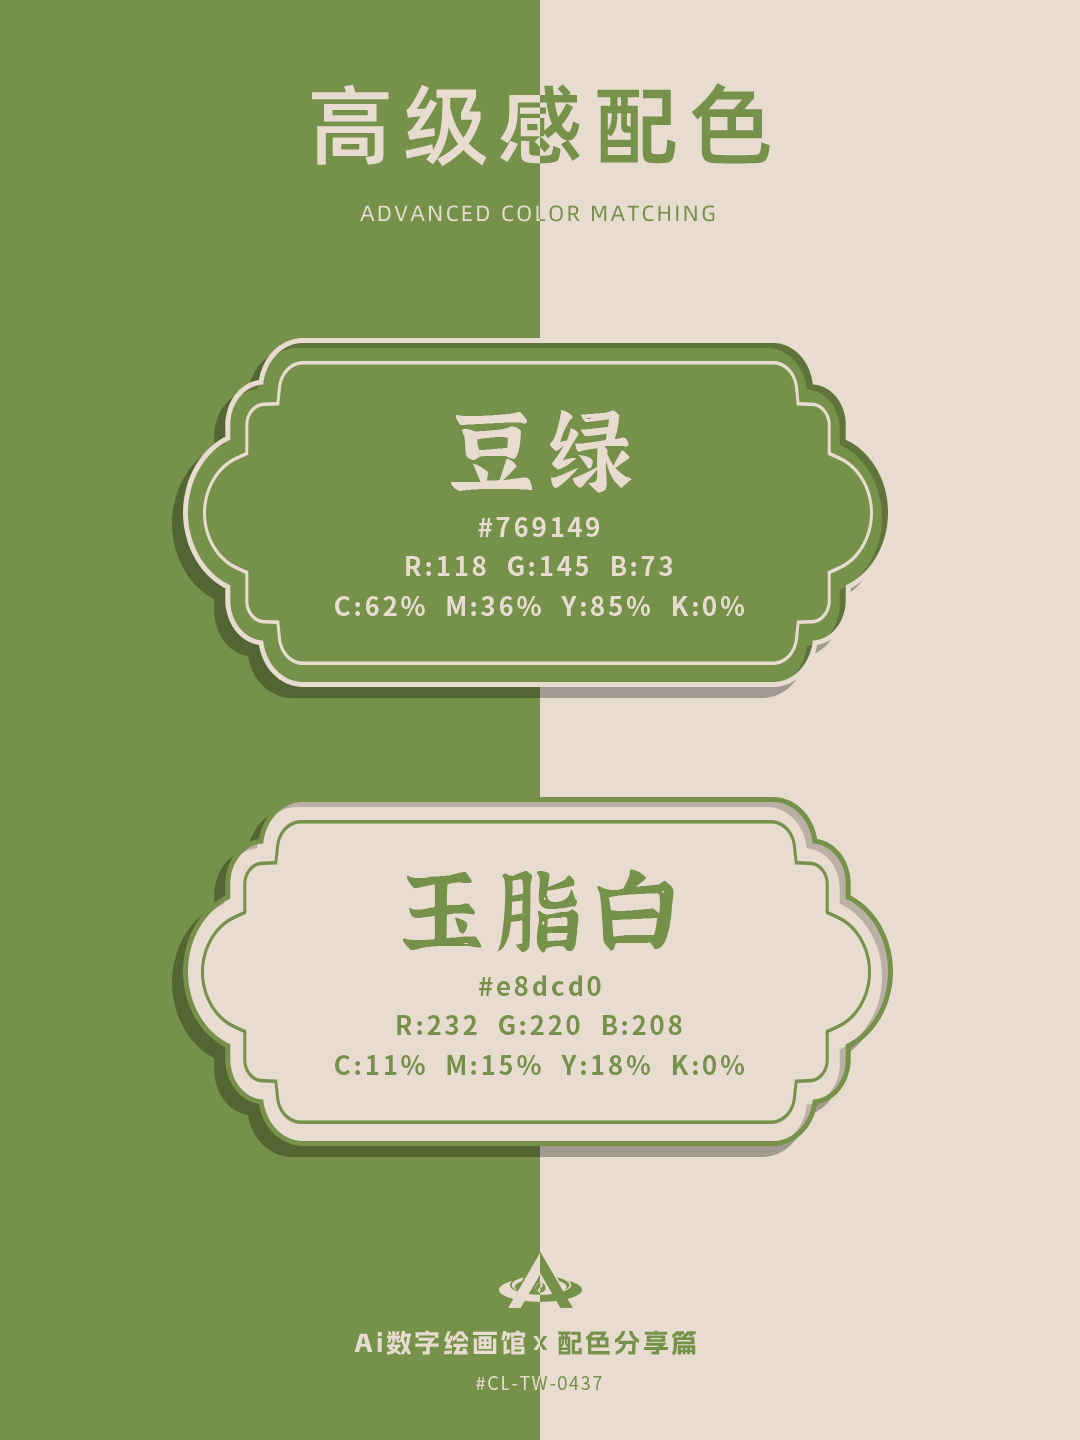 高级感配色
ADVANCED COLOR MATCHING
豆绿
#769149
R:118 G:145 B:73
C:62% M:36% Y:85% K:0%
玉脂白
#e8dcd0
R:232 G:220 B:208
C:11% M:15% Y:18% K:0%
Ai数字绘画馆 x 配色分享篇
#CL-TW-0437